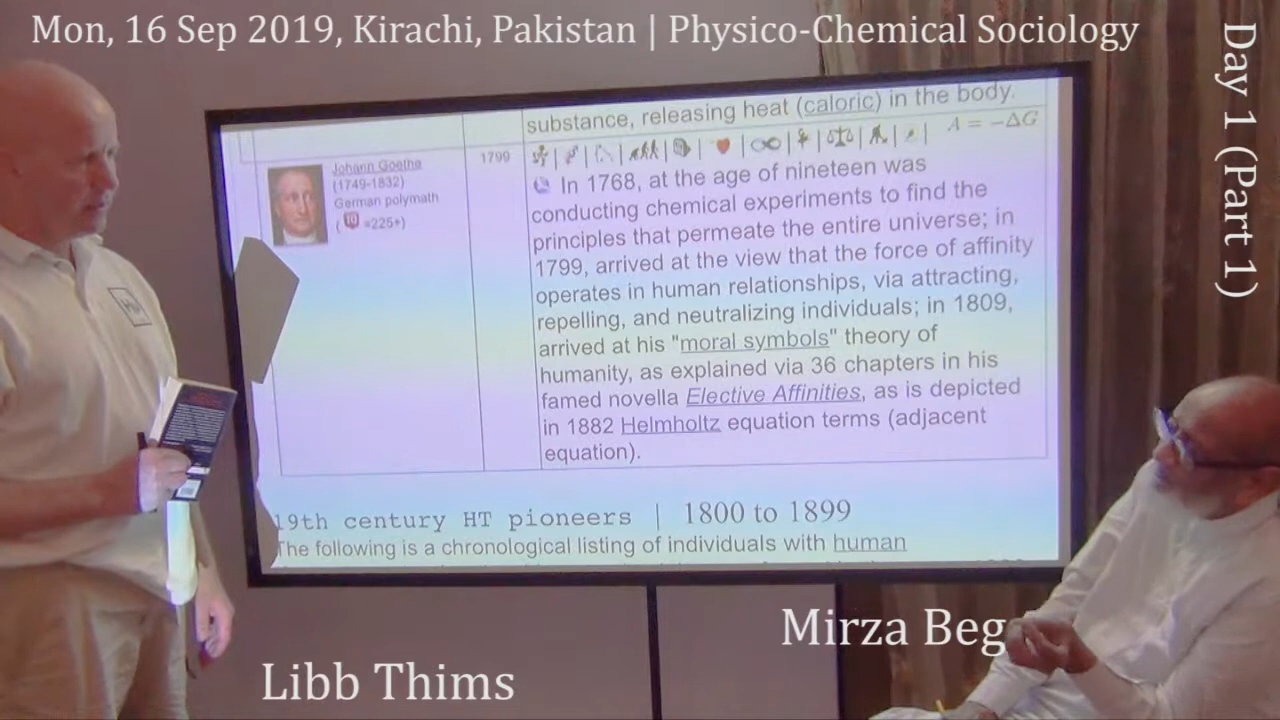 Mon, 16 Sep 2019, Kirachi, Pakistan | Physico-Chemical Sociology
Day 1 (Part 1)
substance, releasing heat (caloric) in the body.
A = −ΔG
Johann Goethe
(1749-1832)
German polymath
( IQ =225+)
1799
In 1768, at the age of nineteen was
conducting chemical experiments to find the
principles that permeate the entire universe; in
1799, arrived at the view that the force of affinity
operates in human relationships, via attracting,
repelling, and neutralizing individuals; in 1809,
arrived at his "moral symbols" theory of
humanity, as explained via 36 chapters in his
famed novella Elective Affinities, as is depicted
in 1882 Helmholtz equation terms (adjacent
equation).
19th century HT pioneers | 1800 to 1899
The following is a chronological listing of individuals with human
Mirza Beg
Libb Thims